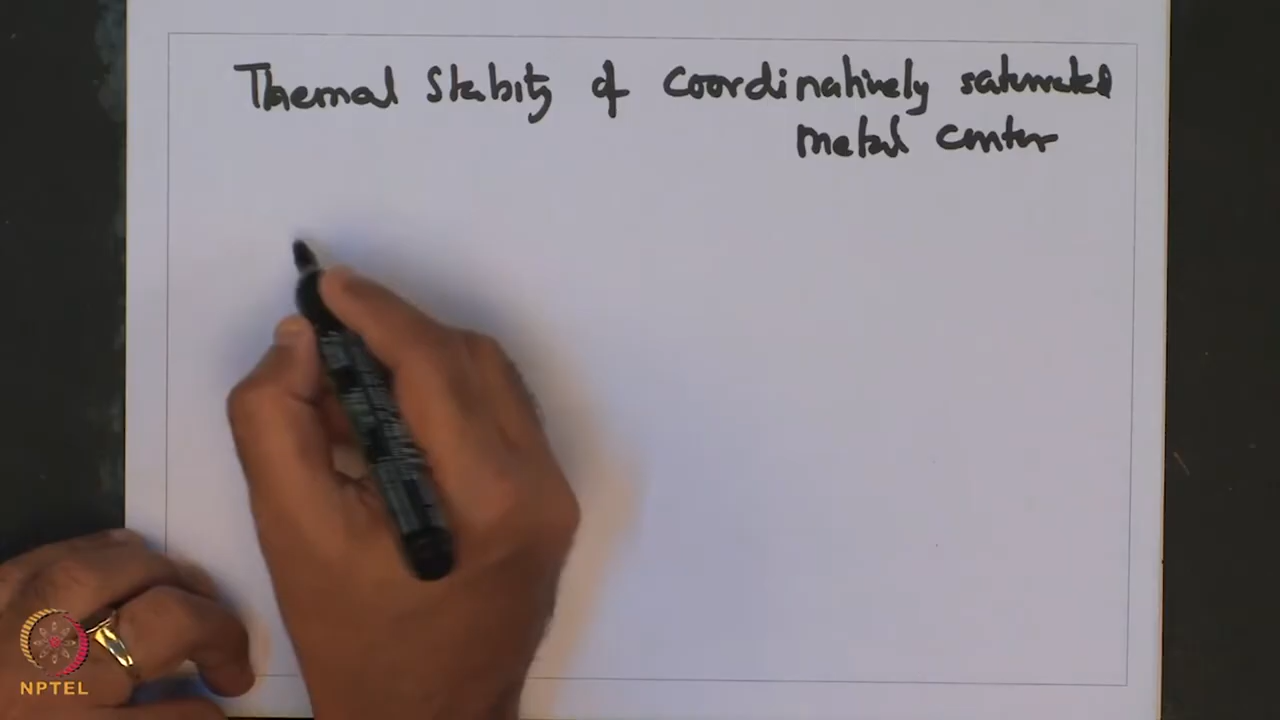 Thermal Stabity of Coordinatively saturated
metal center
NPTEL